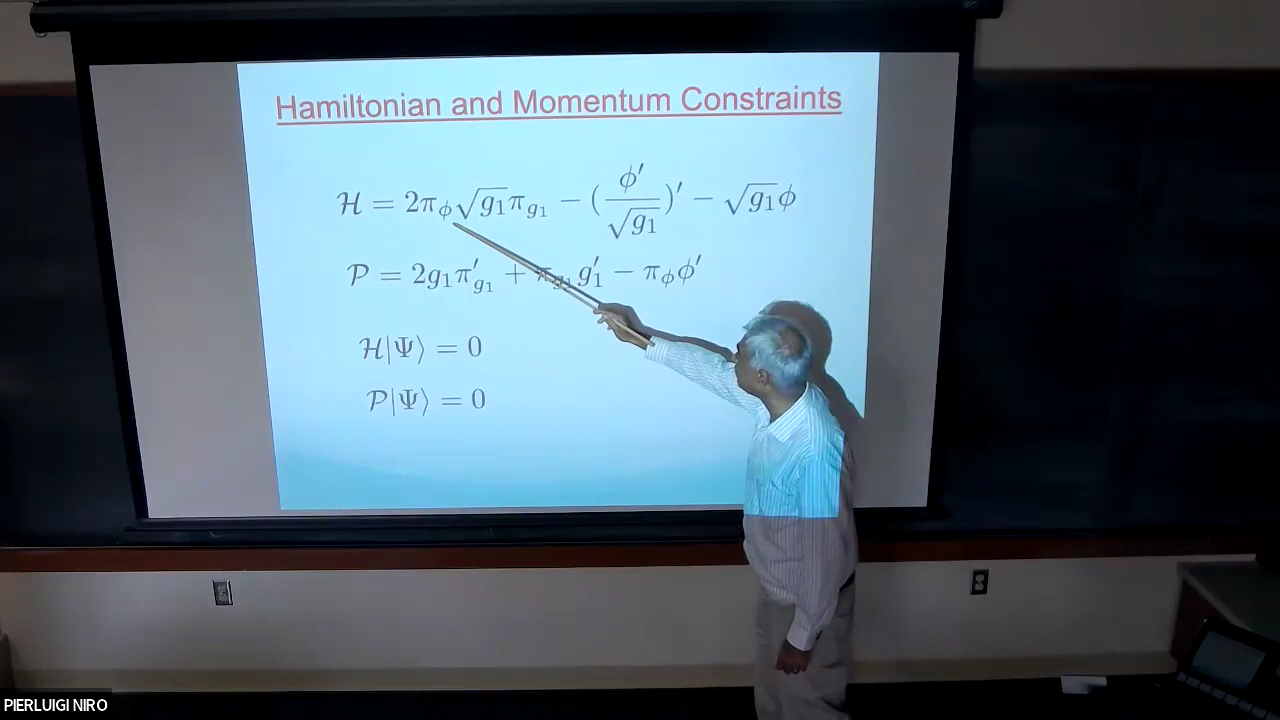 Hamiltonian and Momentum Constraints
ℋ = 2π_ϕ √g₁ π_{g₁} − (ϕ′/√g₁)′ − √g₁ ϕ
𝒫 = 2g₁π′_{g₁} + π_{g₁} g′₁ − π_ϕ ϕ′
ℋ|Ψ⟩ = 0
𝒫|Ψ⟩ = 0
PIERLUIGI NIRO